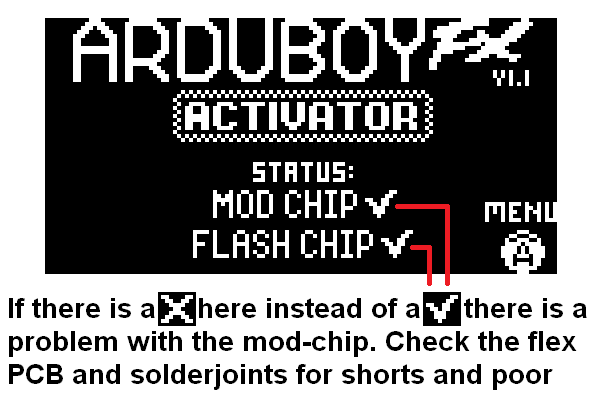 ARDUBOY FX
V1.1
ACTIVATOR
STATUS:
MOD CHIP ✓
FLASH CHIP ✓
MENU
A
If there is a X here instead of a ✓ there is a
problem with the mod-chip. Check the flex
PCB and solderjoints for shorts and poor